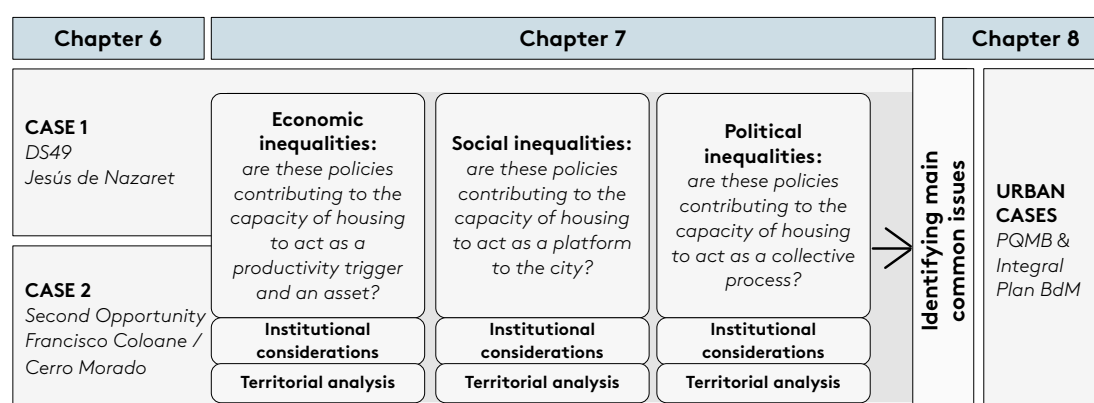 Chapter 6
Chapter 7
Chapter 8
CASE 1
DS49
Jesús de Nazaret
CASE 2
Second Opportunity
Francisco Coloane /
Cerro Morado
Economic
inequalities:
are these policies
contributing to the
capacity of housing
to act as a
productivity trigger
and an asset?
Institutional
considerations
Territorial analysis
Social inequalities:
are these policies
contributing to the
capacity of housing
to act as a platform
to the city?
Institutional
considerations
Territorial analysis
Political
inequalities:
are these policies
contributing to the
capacity of housing
to act as a collective
process?
Institutional
considerations
Territorial analysis
Identifying main
common issues
URBAN
CASES
PQMB &
Integral
Plan BdM